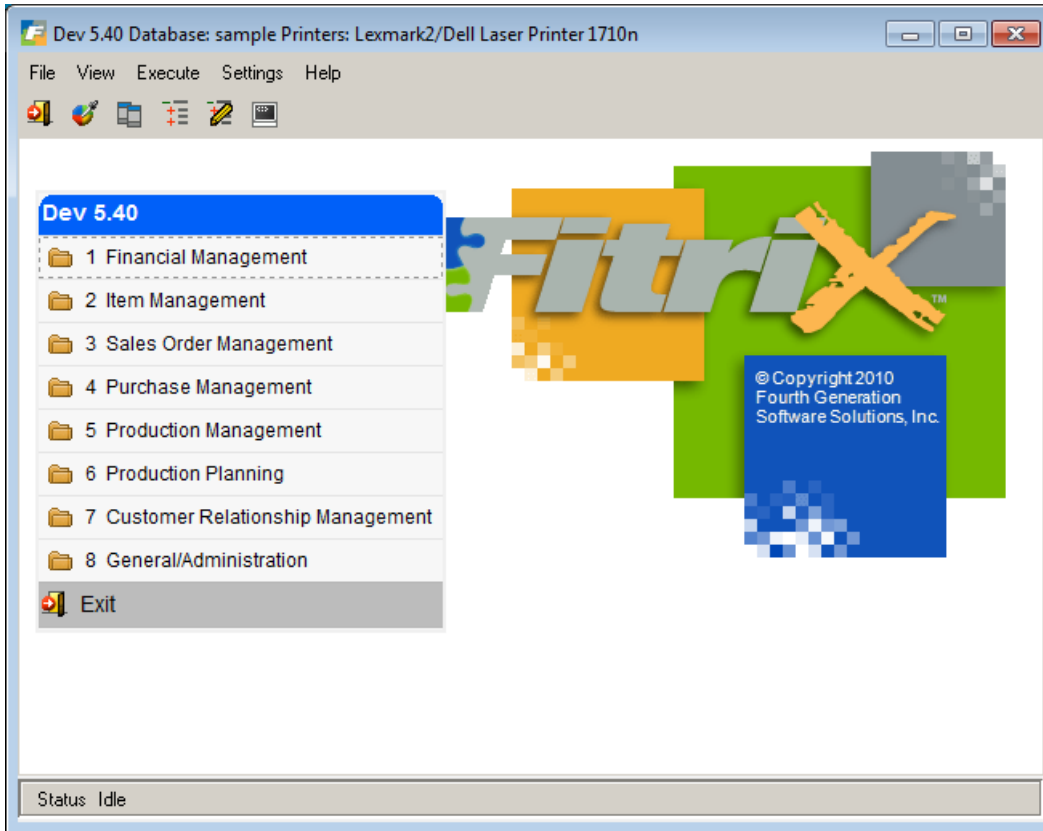 Dev 5.40 Database: sample Printers: Lexmark2/Dell Laser Printer 1710n
File View Execute Settings Help
Dev 5.40
1 Financial Management
2 Item Management
3 Sales Order Management
4 Purchase Management
5 Production Management
6 Production Planning
7 Customer Relationship Management
8 General/Administration
Exit
FitriX™
© Copyright 2010
Fourth Generation
Software Solutions, Inc.
Status Idle